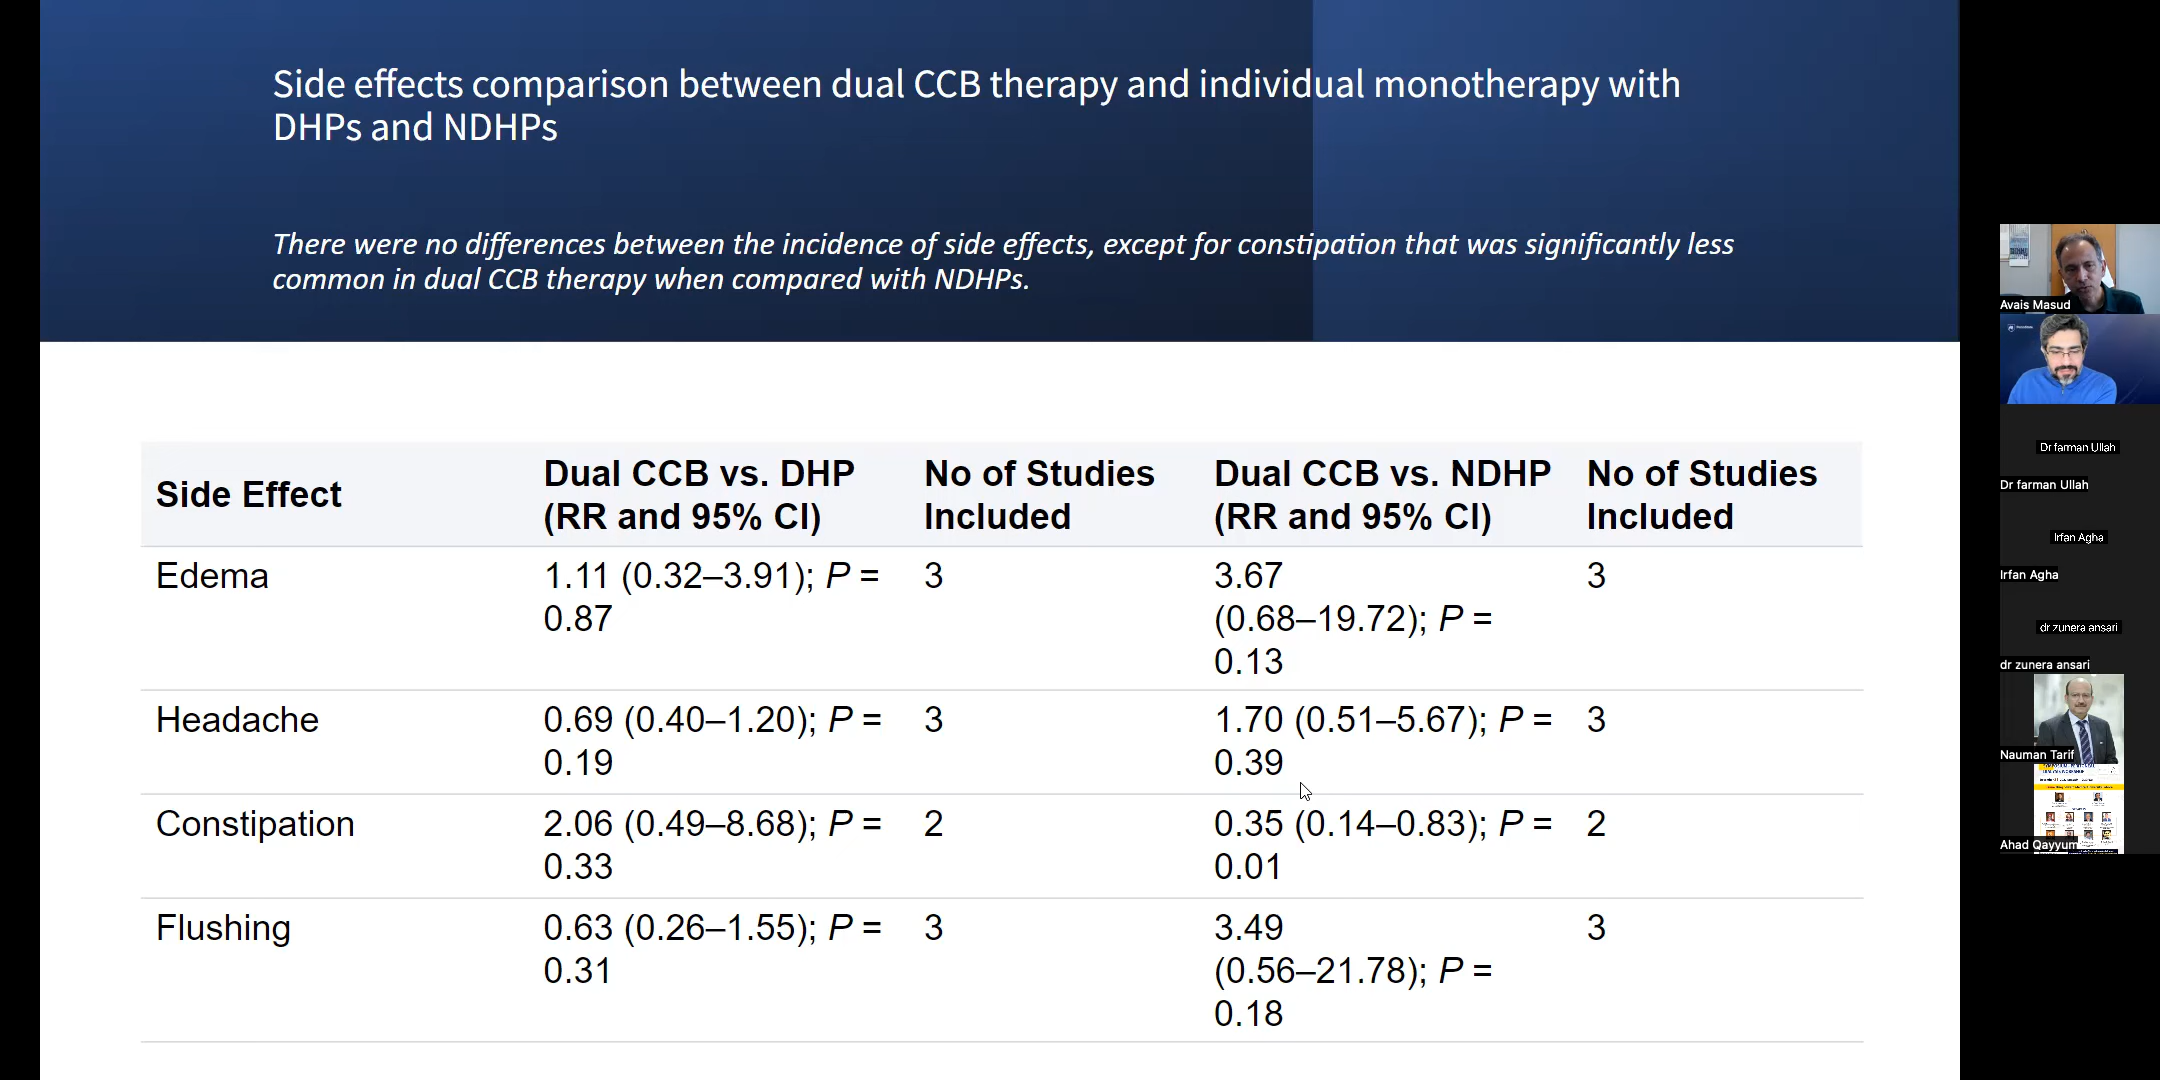 Side effects comparison between dual CCB therapy and individual monotherapy with
DHPs and NDHPs
There were no differences between the incidence of side effects, except for constipation that was significantly less
common in dual CCB therapy when compared with NDHPs.
Side Effect
Dual CCB vs. DHP
(RR and 95% CI)
No of Studies
Included
Dual CCB vs. NDHP
(RR and 95% CI)
No of Studies
Included
Edema
1.11 (0.32–3.91); P =
0.87
3
3.67
(0.68–19.72); P =
0.13
3
Headache
0.69 (0.40–1.20); P =
0.19
3
1.70 (0.51–5.67); P =
0.39
3
Constipation
2.06 (0.49–8.68); P =
0.33
2
0.35 (0.14–0.83); P =
0.01
2
Flushing
0.63 (0.26–1.55); P =
0.31
3
3.49
(0.56–21.78); P =
0.18
3
Avais Masud
Dr farman Ullah
Dr farman Ullah
Irfan Agha
Irfan Agha
dr zunera ansari
dr zunera ansari
Nauman Tarif
Ahad Qayyum